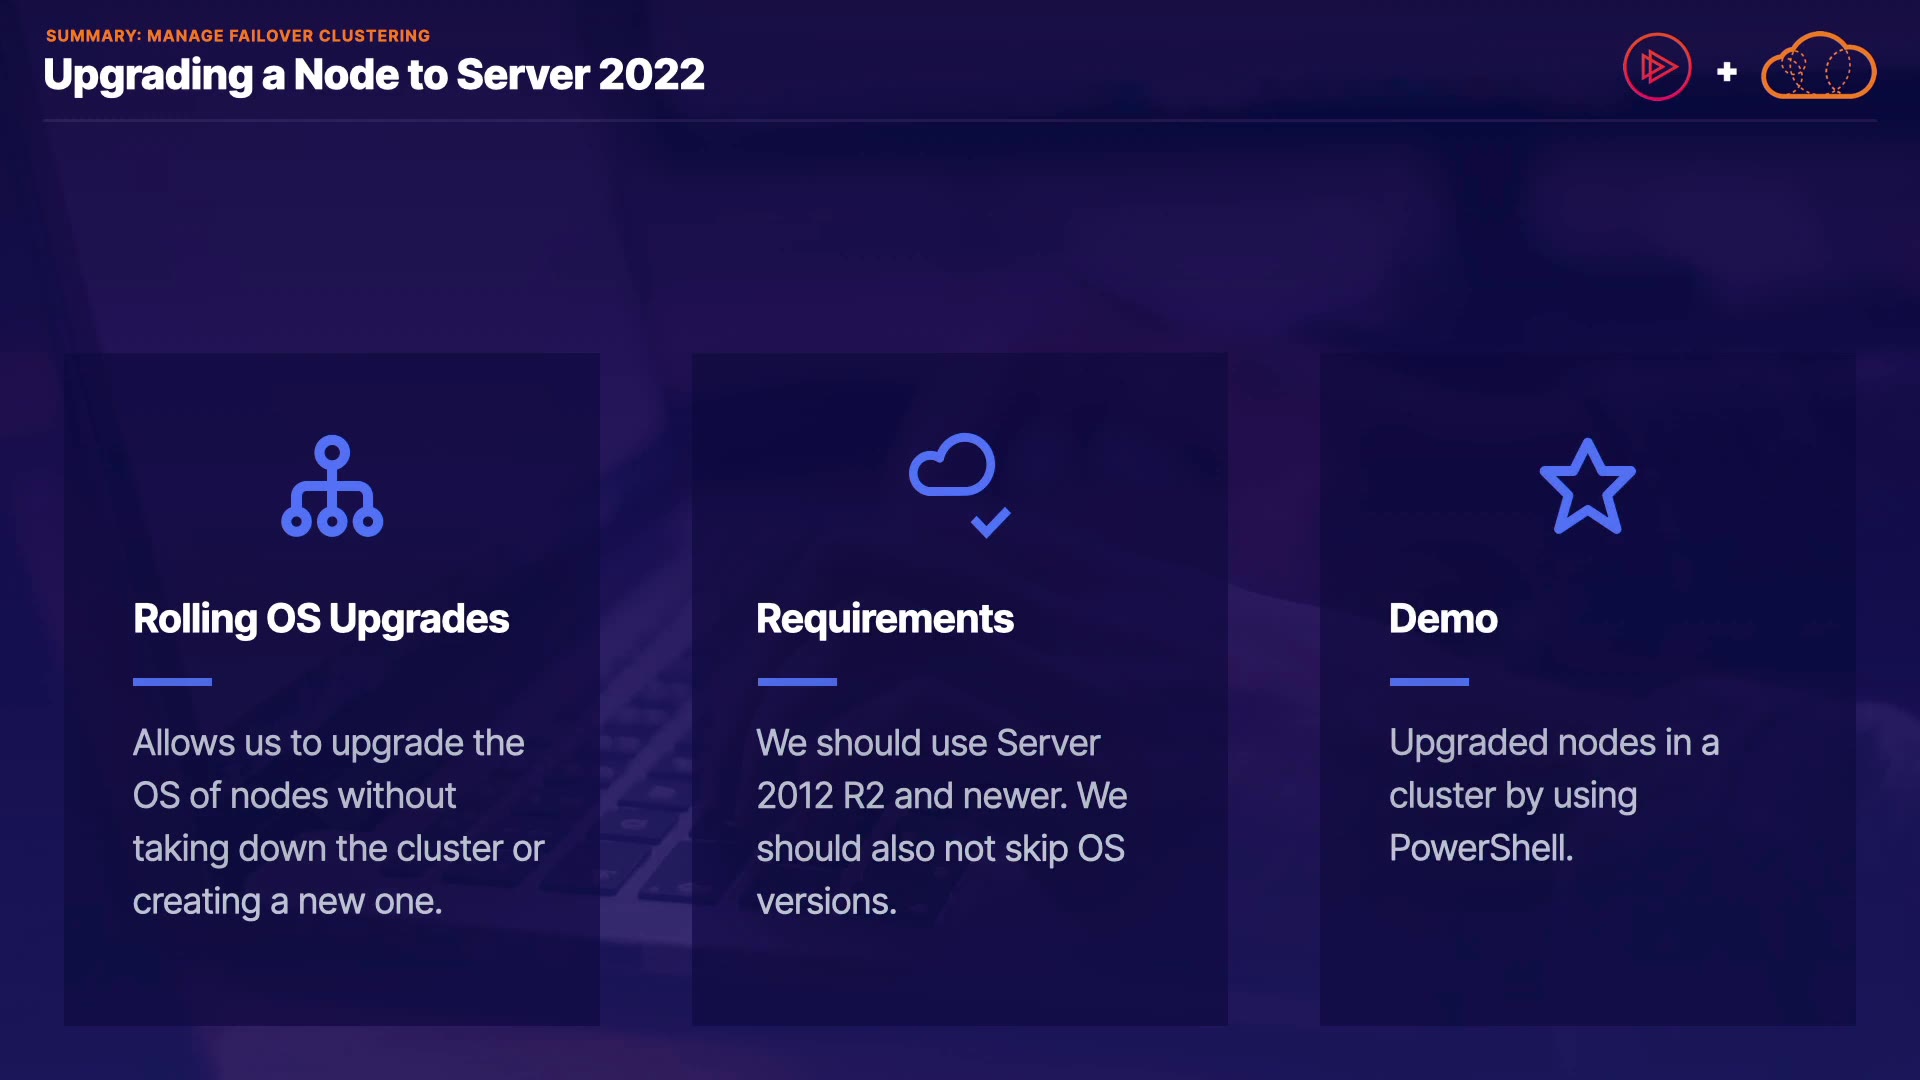 SUMMARY: MANAGE FAILOVER CLUSTERING
Upgrading a Node to Server 2022
Rolling OS Upgrades
Allows us to upgrade the
OS of nodes without
taking down the cluster or
creating a new one.
Requirements
We should use Server
2012 R2 and newer. We
should also not skip OS
versions.
Demo
Upgraded nodes in a
cluster by using
PowerShell.